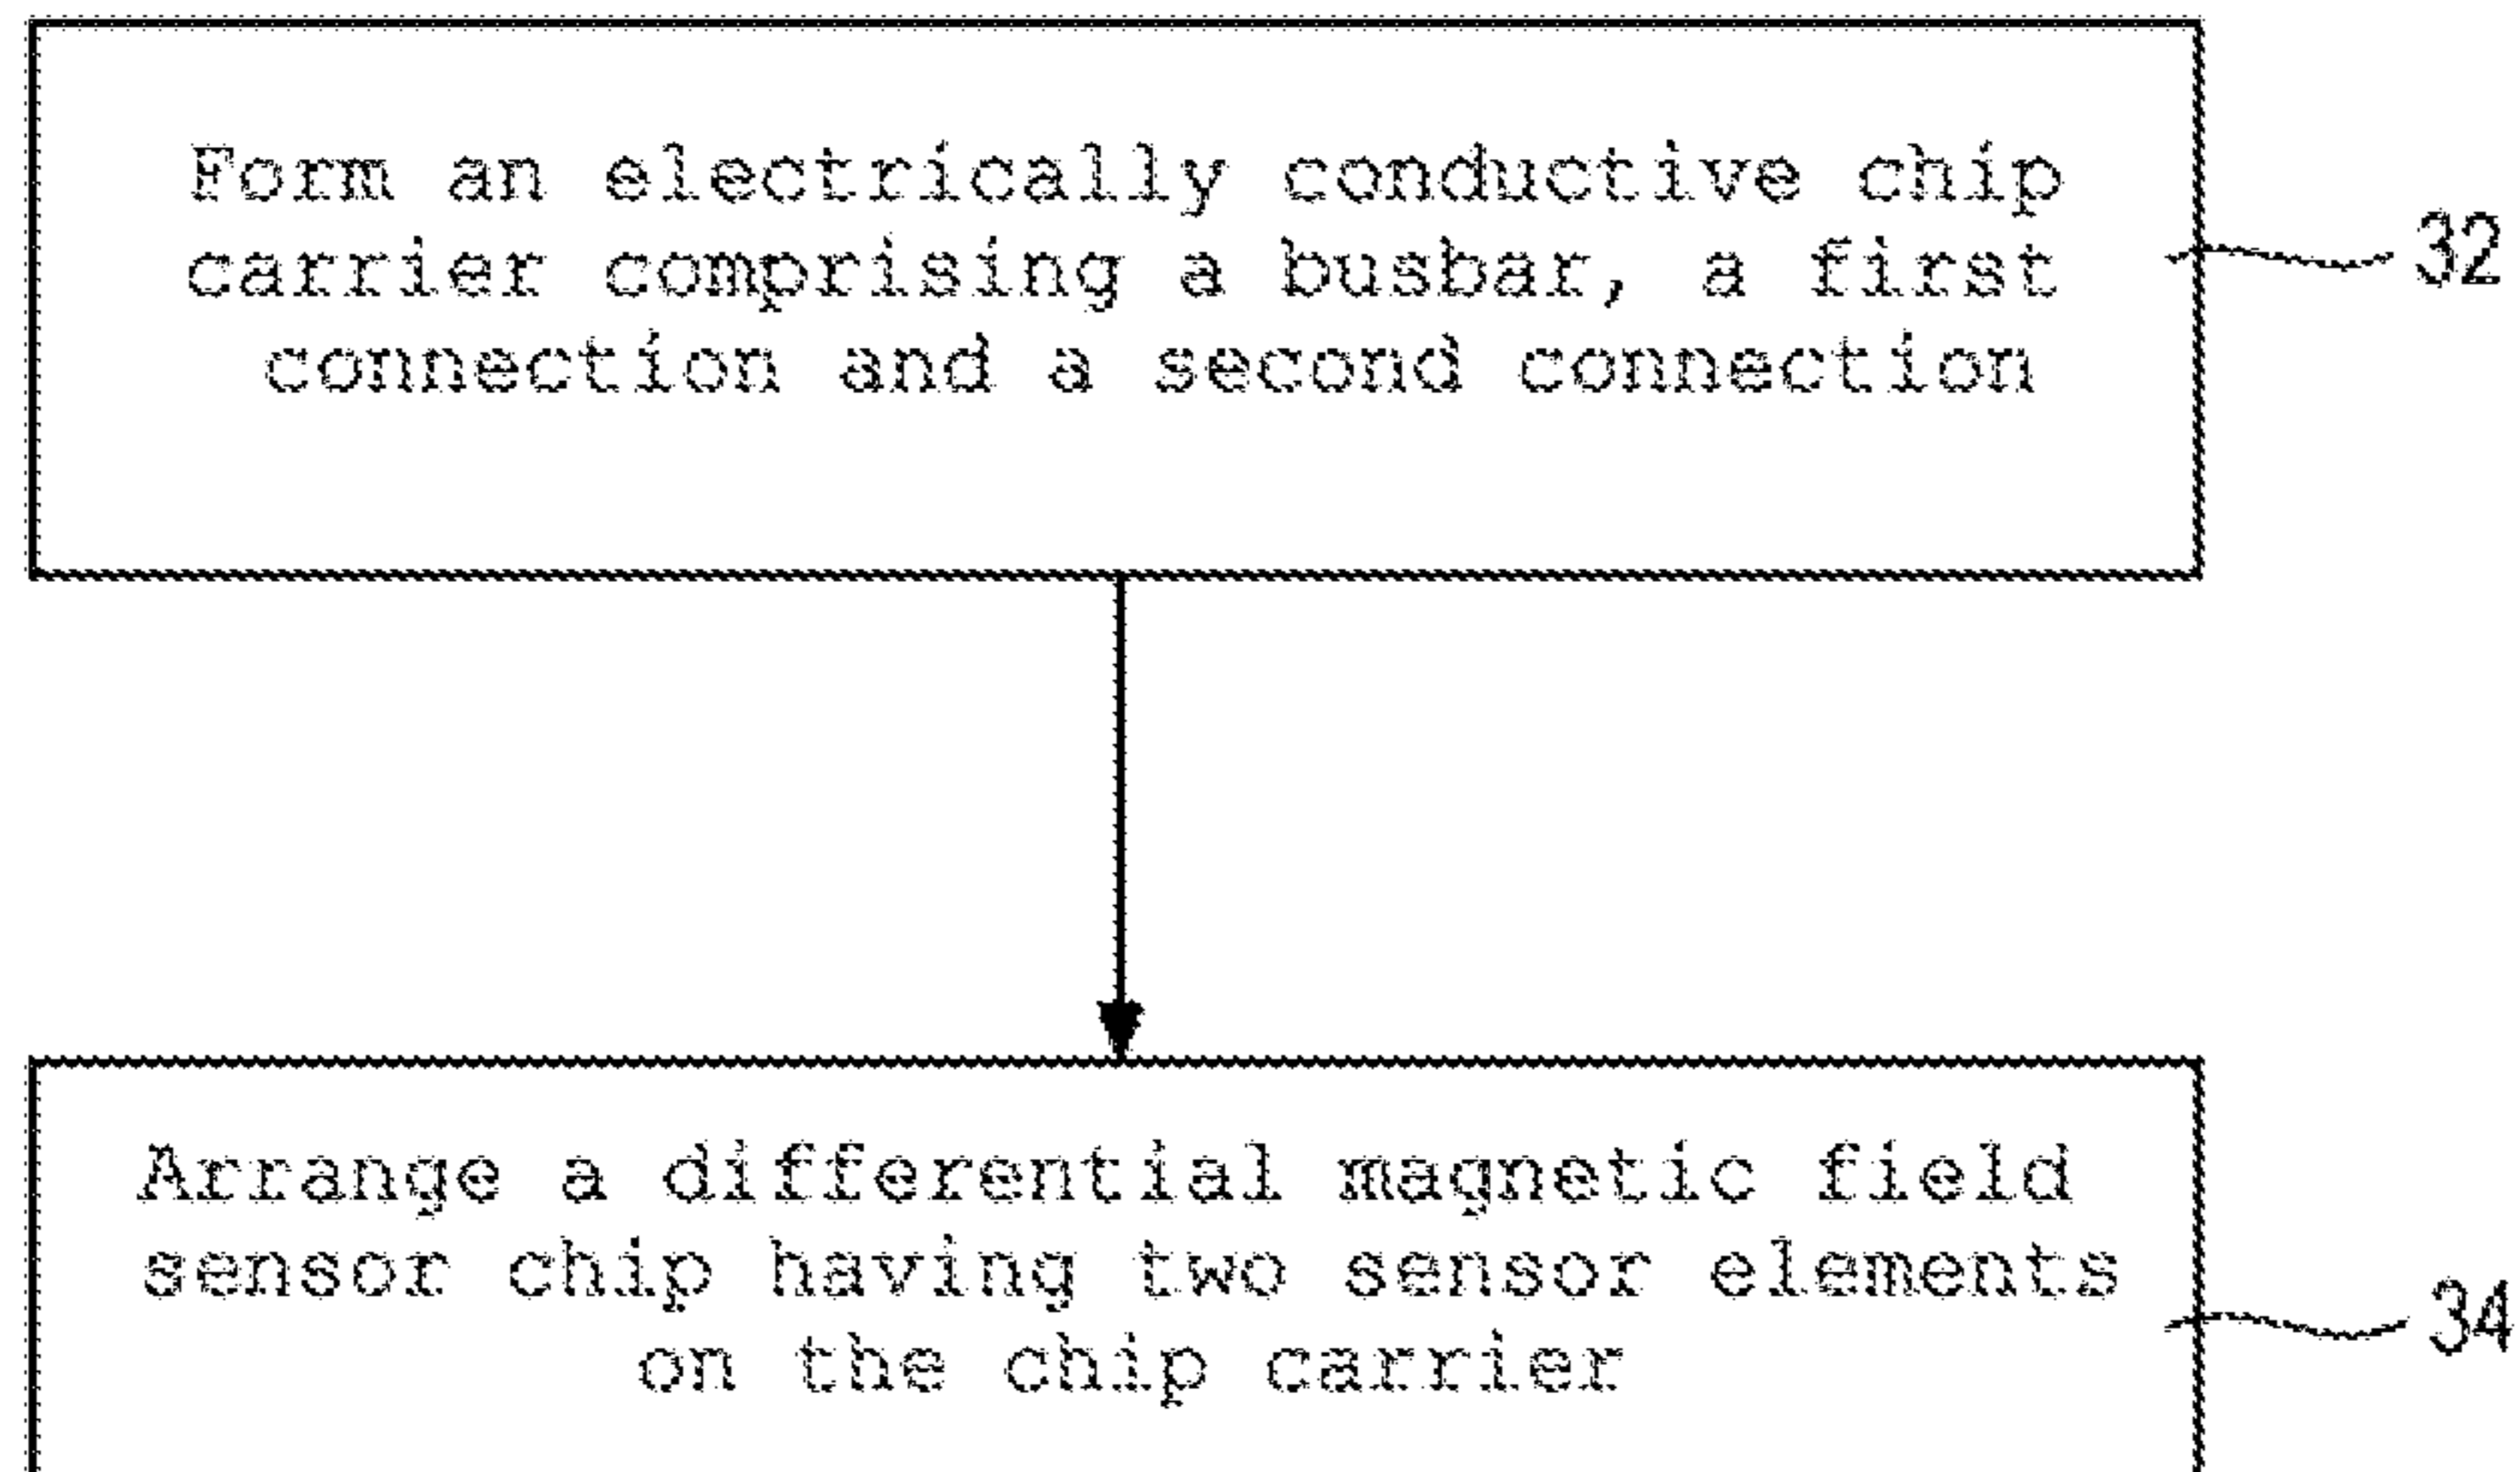 Form an electrically conductive chip
carrier comprising a busbar, a first
connection and a second connection
32
Arrange a differential magnetic field
sensor chip having two sensor elements
on the chip carrier
34